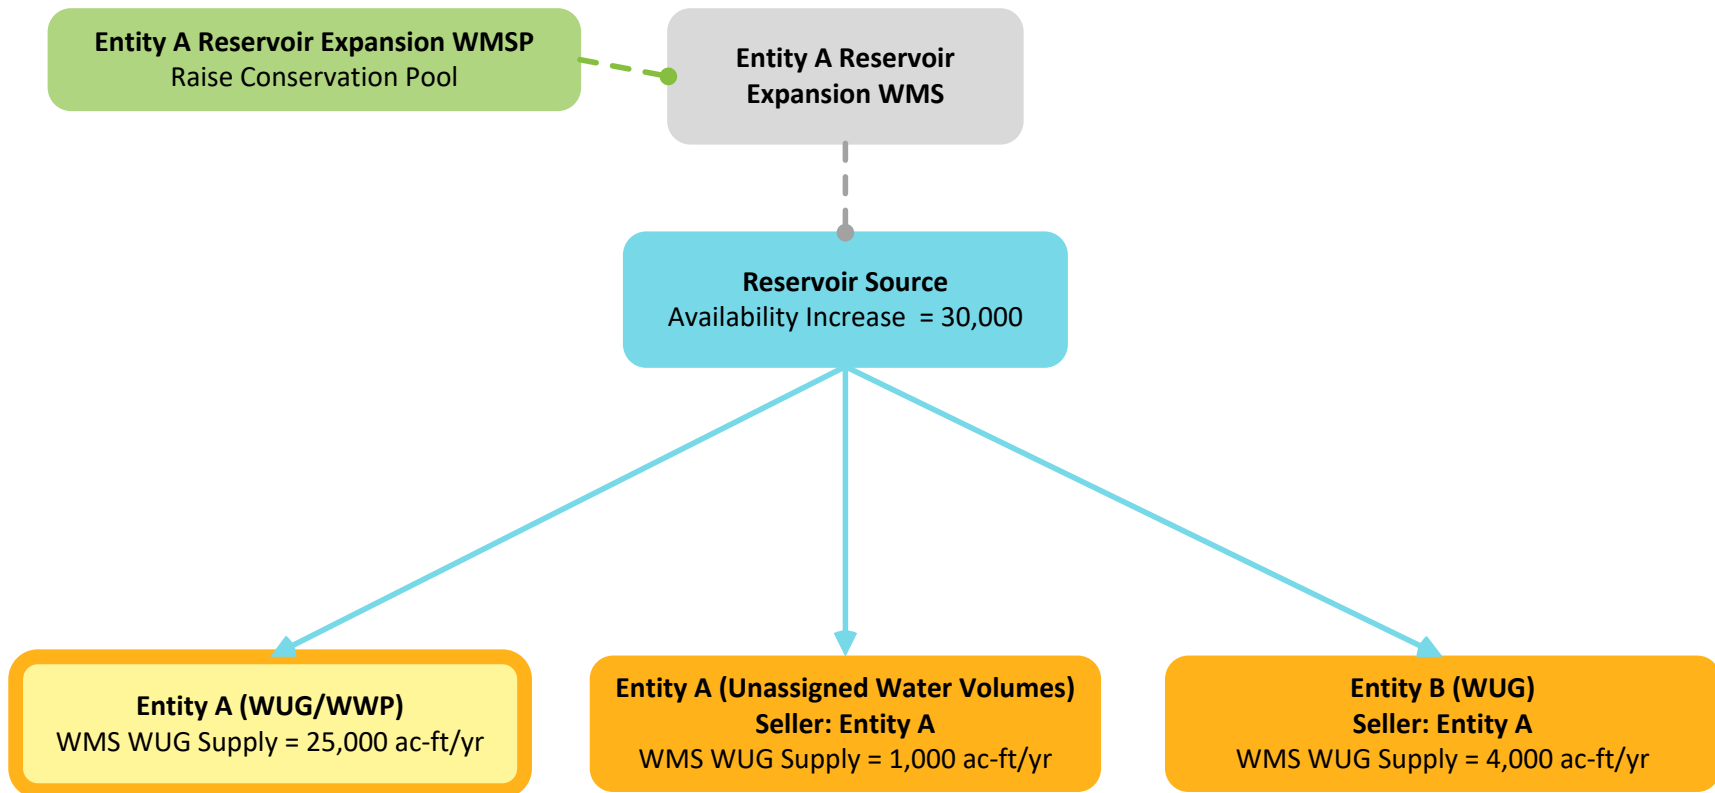 Entity A Reservoir Expansion WMSP
Raise Conservation Pool
Entity A Reservoir
Expansion WMS
Reservoir Source
Availability Increase = 30,000
Entity A (WUG/WWP)
WMS WUG Supply = 25,000 ac-ft/yr
Entity A (Unassigned Water Volumes)
Seller: Entity A
WMS WUG Supply = 1,000 ac-ft/yr
Entity B (WUG)
Seller: Entity A
WMS WUG Supply = 4,000 ac-ft/yr